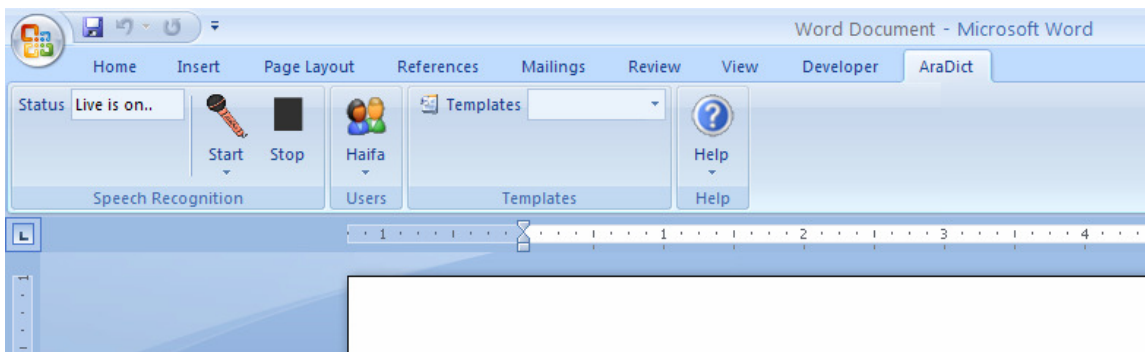 Word Document - Microsoft Word
Home Insert Page Layout References Mailings Review View Developer AraDict
Status Live is on.. Templates
Start Stop Haifa Help
Speech Recognition Users Templates Help
L
1 1 2 3 4
1